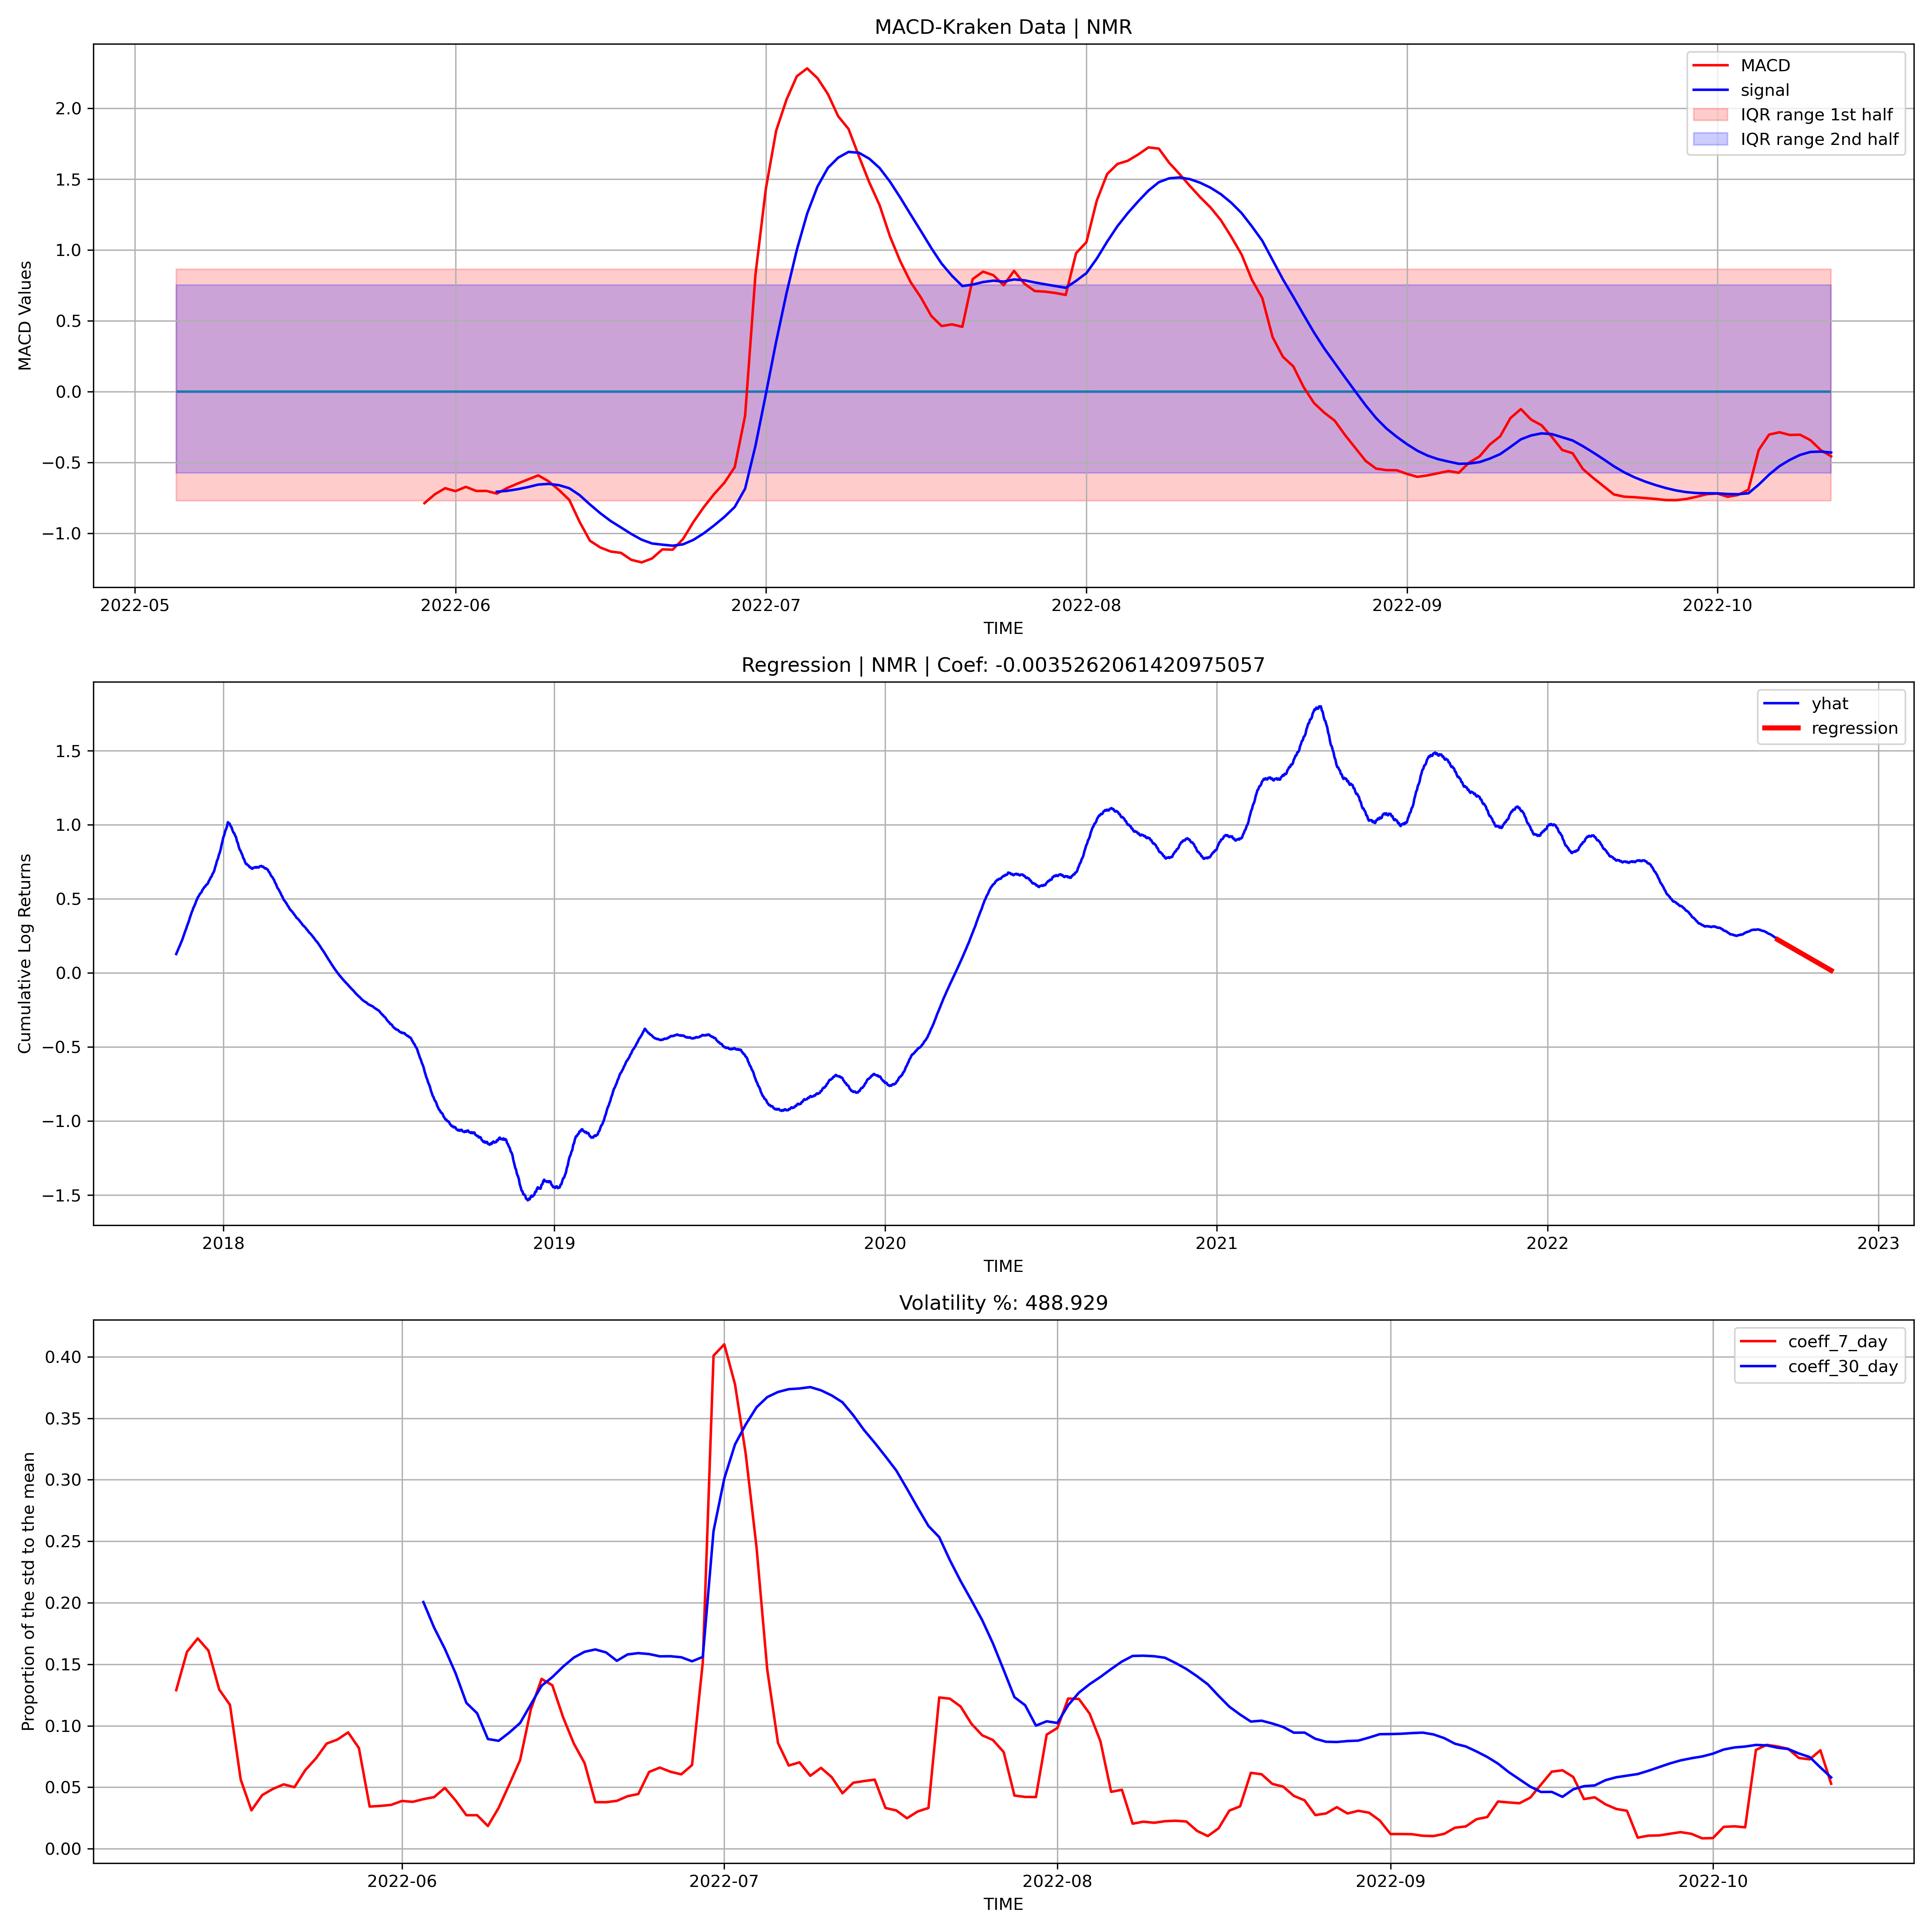 MACD-Kraken Data | NMR
MACD
signal
IQR range 1st half
IQR range 2nd half
MACD Values
2.0
1.5
1.0
0.5
0.0
−0.5
−1.0
2022-05 2022-06 2022-07 2022-08 2022-09 2022-10
TIME
Regression | NMR | Coef: -0.0035262061420975057
yhat
regression
Cumulative Log Returns
1.5
1.0
0.5
0.0
−0.5
−1.0
−1.5
2018 2019 2020 2021 2022 2023
TIME
Volatility %: 488.929
coeff_7_day
coeff_30_day
Proportion of the std to the mean
0.40
0.35
0.30
0.25
0.20
0.15
0.10
0.05
0.00
2022-06 2022-07 2022-08 2022-09 2022-10
TIME